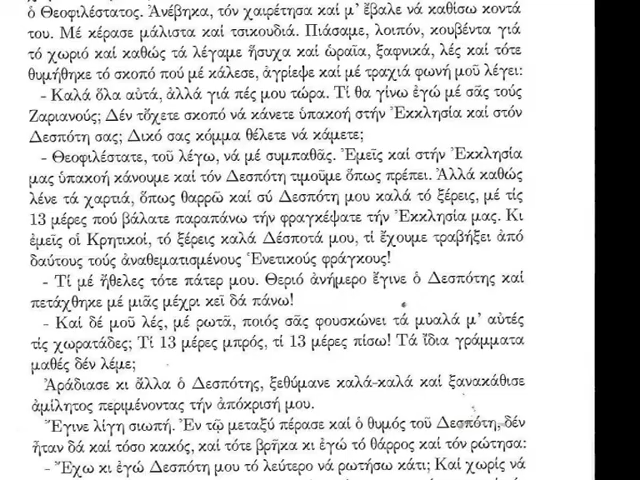 ὁ Θεοφιλέστατος. Ἀνέβηκα, τόν χαιρέτησα καί μ' ἔβαλε νά καθίσω κοντά
του. Μέ κέρασε μάλιστα καί τσικουδιά. Πιάσαμε, λοιπόν, κουβέντα γιά
τό χωριό καί καθώς τά λέγαμε ἥσυχα καί ὡραῖα, ξαφνικά, λές καί τότε
θυμήθηκε τό σκοπό πού μέ κάλεσε, ἀγρίεψε καί μέ τραχιά φωνή μοῦ λέγει:
- Καλά ὅλα αὐτά, ἀλλά γιά πές μου τώρα. Τί θα γίνω ἐγώ μέ σᾶς τούς
Ζαριανούς; Δέν τὄχετε σκοπό νά κάνετε ὑπακοή στήν Ἐκκλησία καί στόν
Δεσπότη σας; Δικό σας κόμμα θέλετε νά κάμετε;
- Θεοφιλέστατε, τοῦ λέγω, νά μέ συμπαθᾶς. Ἐμεῖς καί στήν Ἐκκλησία
μας ὑπακοή κάνουμε καί τόν Δεσπότη τιμοῦμε ὅπως πρέπει. Ἀλλά καθώς
λένε τά χαρτιά, ὅπως θαρρῶ καί σύ Δεσπότη μου καλά τό ξέρεις, μέ τίς
13 μέρες πού βάλατε παραπάνω τήν φραγκέψατε τήν Ἐκκλησία μας. Κι
ἐμεῖς οἱ Κρητικοί, τό ξέρεις καλά Δέσποτά μου, τί ἔχουμε τραβήξει ἀπό
δαύτους τούς ἀναθεματισμένους Ἑνετικούς φράγκους!
- Τί μέ ἤθελες τότε πάτερ μου. Θεριό ἀνήμερο ἔγινε ὁ Δεσπότης καί
πετάχθηκε μέ μιᾶς μέχρι κεῖ δά πάνω!
- Καί δέ μοῦ λές, μέ ρωτᾶ, ποιός σᾶς φουσκώνει τά μυαλά μ' αὐτές
τίς χωρατάδες; Τί 13 μέρες μπρός, τί 13 μέρες πίσω! Τά ἴδια γράμματα
μαθές δέν λέμε;
Ἀράδιασε κι ἄλλα ὁ Δεσπότης, ξεθύμανε καλά-καλά καί ξανακάθισε
ἀμίλητος περιμένοντας τήν ἀπόκρισή μου.
Ἔγινε λίγη σιωπή. Ἐν τῷ μεταξύ πέρασε καί ὁ θυμός τοῦ Δεσπότη, δέν
ἦταν δά καί τόσο κακός, καί τότε βρῆκα κι ἐγώ τό θάρρος καί τόν ρώτησα:
- Ἔχω κι ἐγώ Δεσπότη μου τό λεύτερο νά ρωτήσω κάτι; Καί χωρίς νά